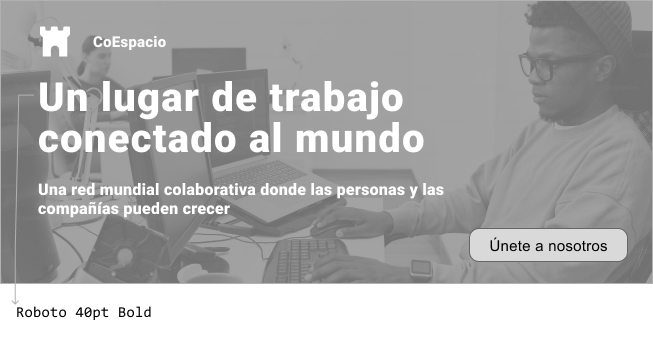 CoEspacio
Un lugar de trabajo
conectado al mundo
Una red mundial colaborativa donde las personas y las
compañías pueden crecer
Únete a nosotros
Roboto 40pt Bold